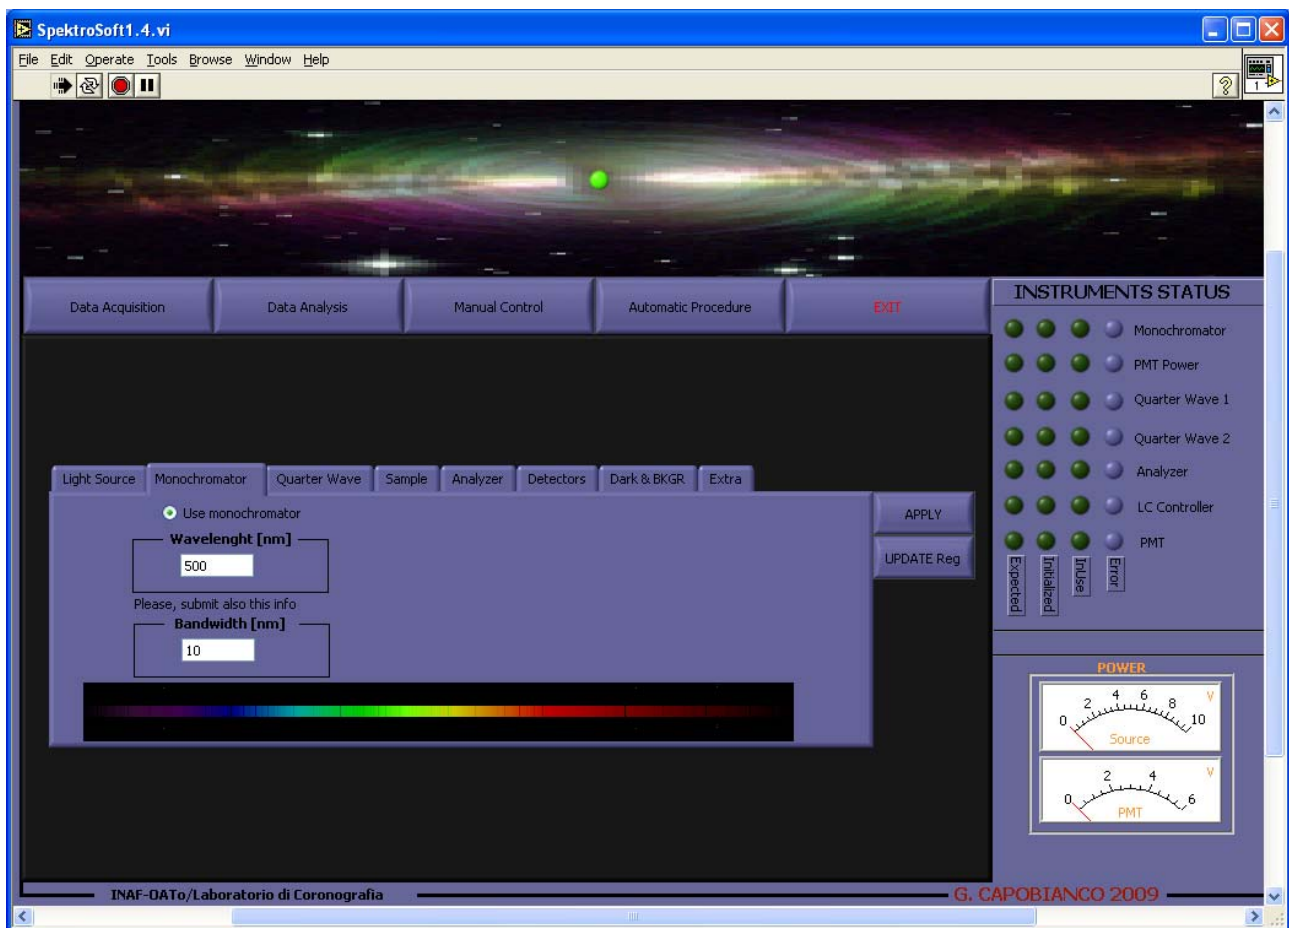 SpektroSoft1.4.vi
File Edit Operate Tools Browse Window Help
1
Data Acquisition Data Analysis Manual Control Automatic Procedure EXIT
INSTRUMENTS STATUS
Monochromator
PMT Power
Quarter Wave 1
Quarter Wave 2
Analyzer
LC Controller
PMT
Expected Initialized InUse Error
Light Source Monochromator Quarter Wave Sample Analyzer Detectors Dark & BKGR Extra
Use monochromator
Wavelenght [nm]
500
Please, submit also this info
Bandwidth [nm]
10
APPLY
UPDATE Reg
POWER
0 2 4 6 8 10 V
Source
0 2 4 6 V
PMT
INAF-OATo/Laboratorio di Coronografia
G. CAPOBIANCO 2009